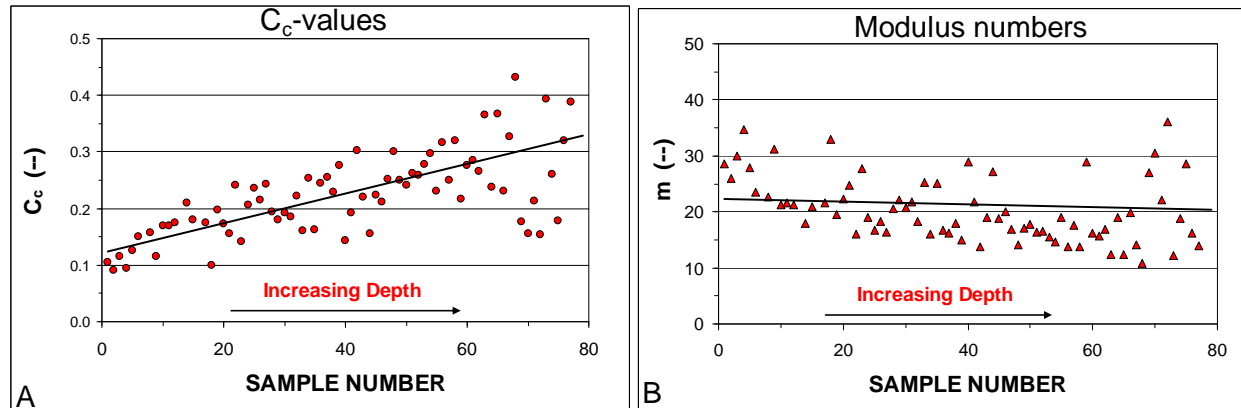 C_c-values
0.5
0.4
0.3
0.2
0.1
0.0
C_c (--)
Increasing Depth
0 20 40 60 80
SAMPLE NUMBER
A
Modulus numbers
50
40
30
20
10
0
m (--)
Increasing Depth
0 20 40 60 80
SAMPLE NUMBER
B